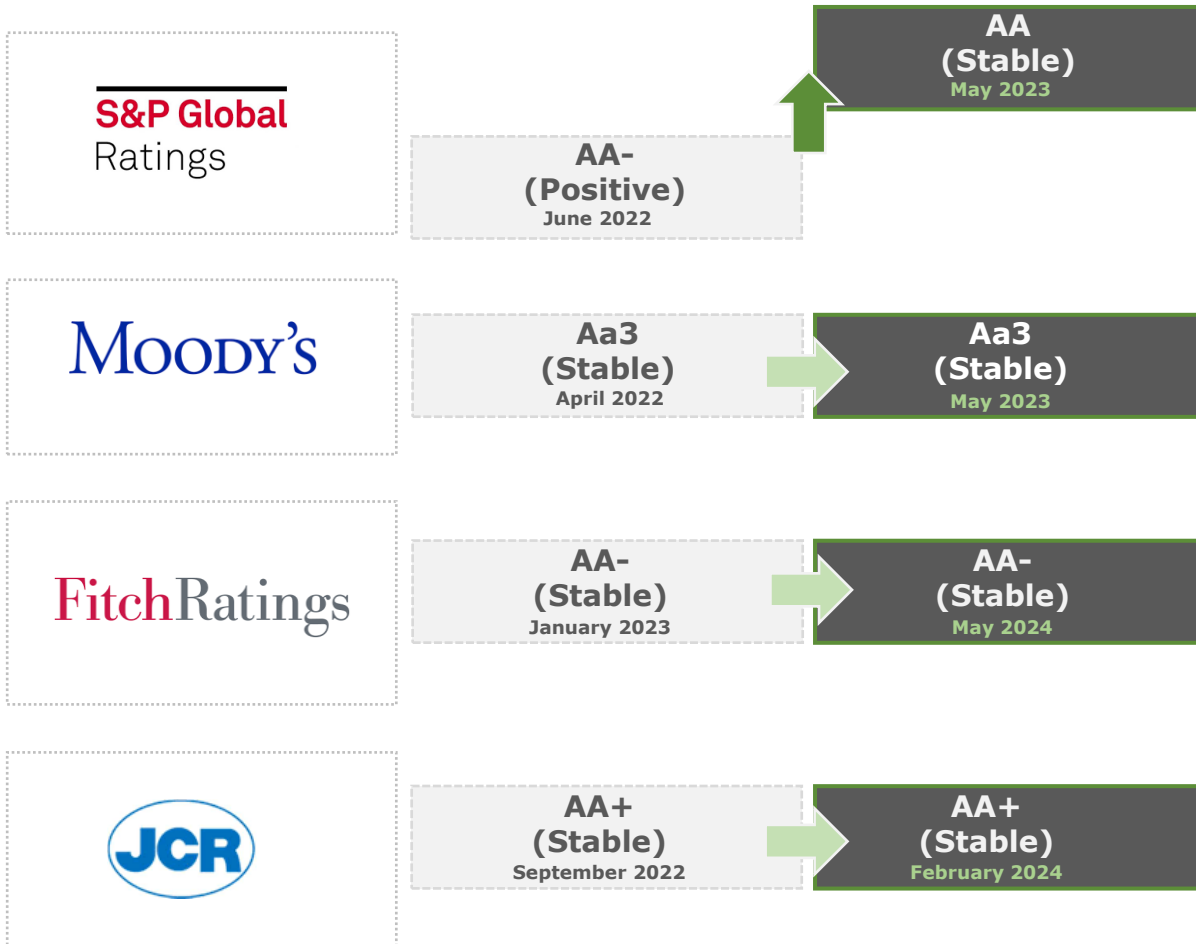 S&P Global
Ratings
AA-
(Positive)
June 2022
AA
(Stable)
May 2023
MOODY'S
Aa3
(Stable)
April 2022
Aa3
(Stable)
May 2023
FitchRatings
AA-
(Stable)
January 2023
AA-
(Stable)
May 2024
JCR
AA+
(Stable)
September 2022
AA+
(Stable)
February 2024